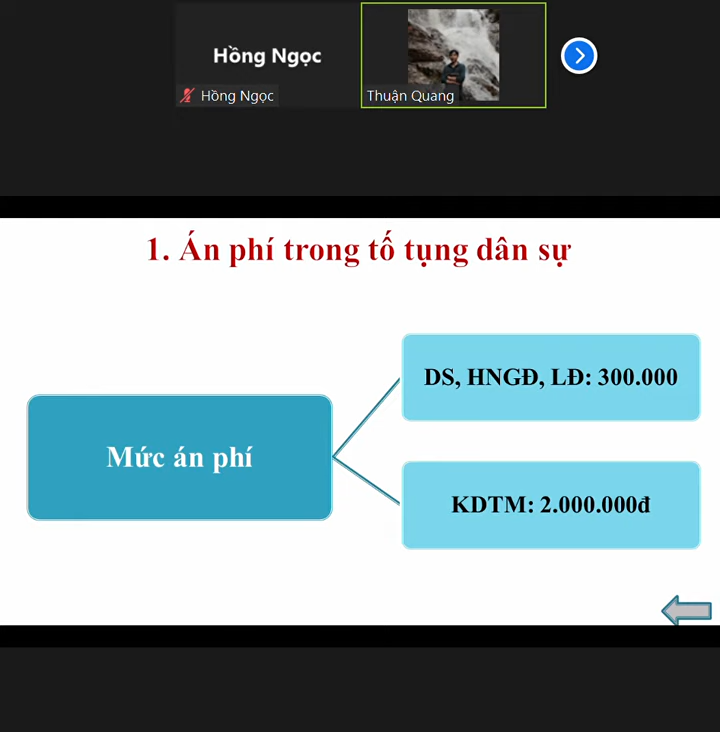 Hồng Ngọc
Hồng Ngọc
Thuận Quang
1. Án phí trong tố tụng dân sự
Mức án phí
DS, HNGĐ, LĐ: 300.000
KDTM: 2.000.000đ